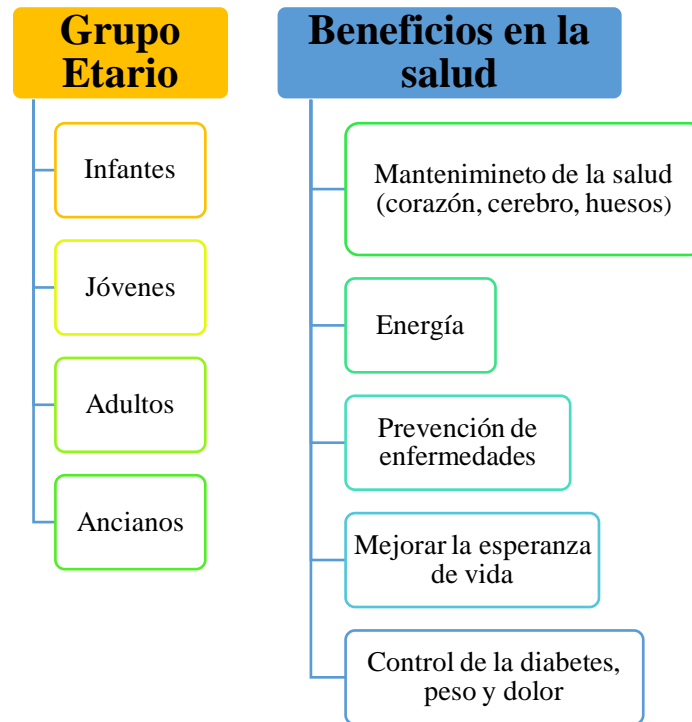 Grupo
Etario
Infantes
Jóvenes
Adultos
Ancianos
Beneficios en la
salud
Mantenimineto de la salud
(corazón, cerebro, huesos)
Energía
Prevención de
enfermedades
Mejorar la esperanza
de vida
Control de la diabetes,
peso y dolor